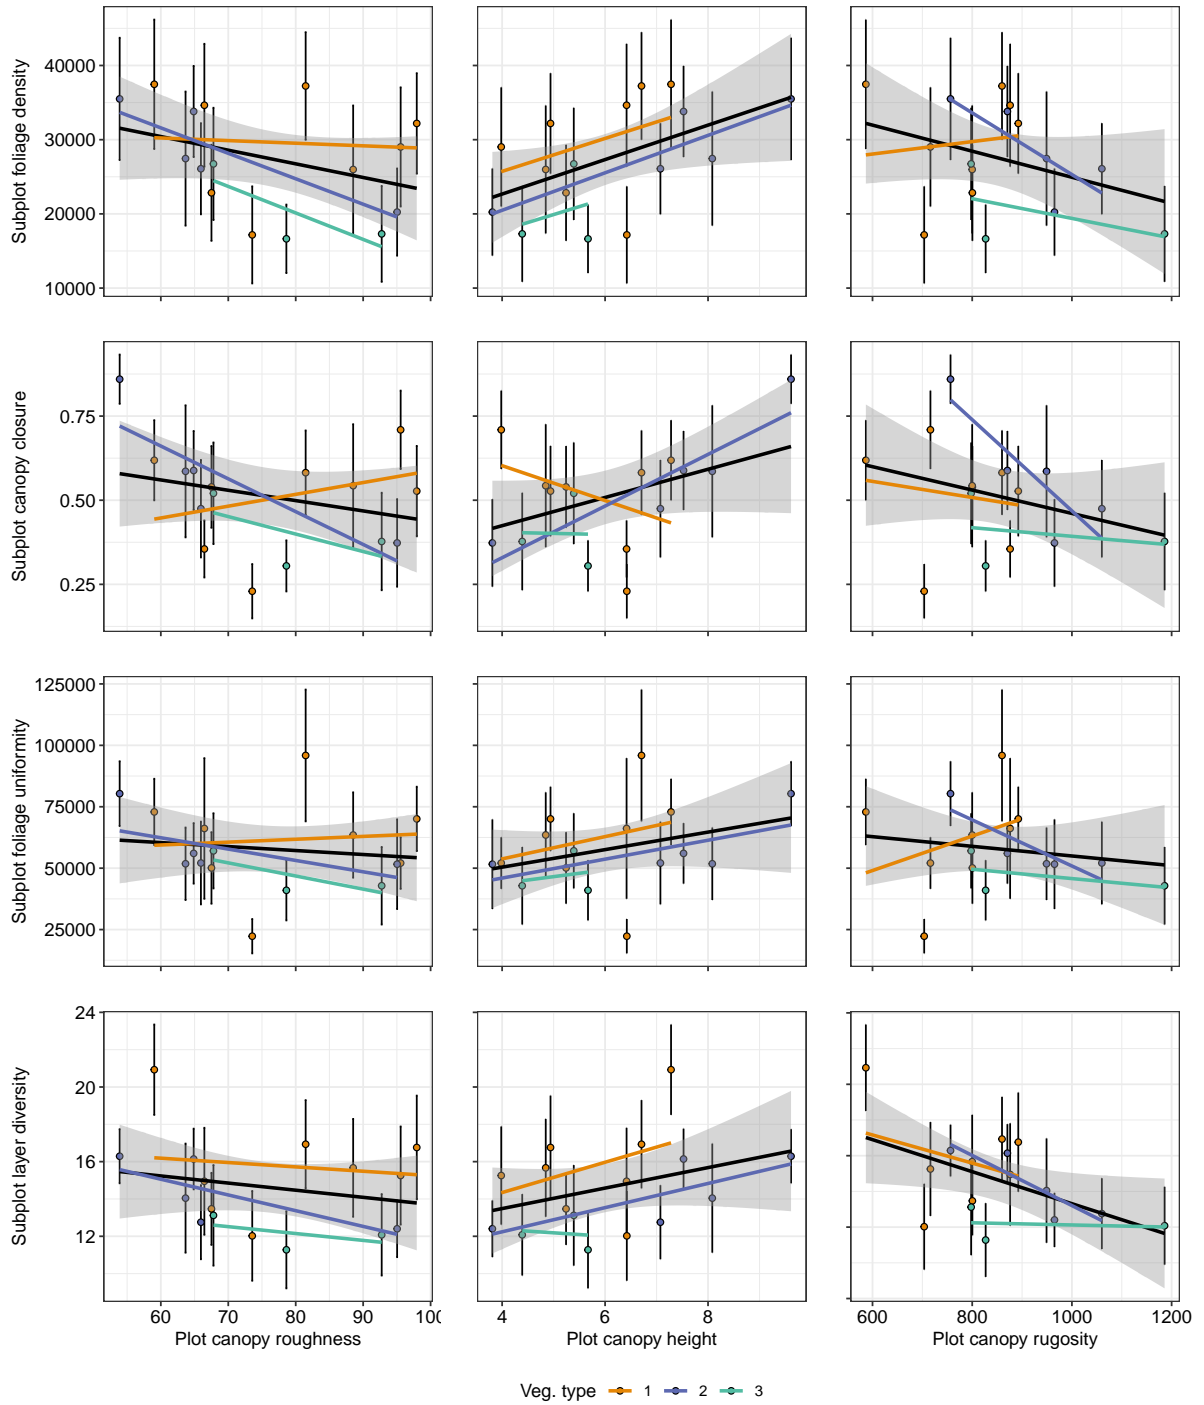 Subplot foliage density
40000
30000
20000
10000
Subplot canopy closure
0.75
0.50
0.25
Subplot foliage uniformity
125000
100000
75000
50000
25000
Subplot layer diversity
24
20
16
12
60 70 80 90 100
4 6 8
600 800 1000 1200
Plot canopy roughness
Plot canopy height
Plot canopy rugosity
Veg. type 1 2 3